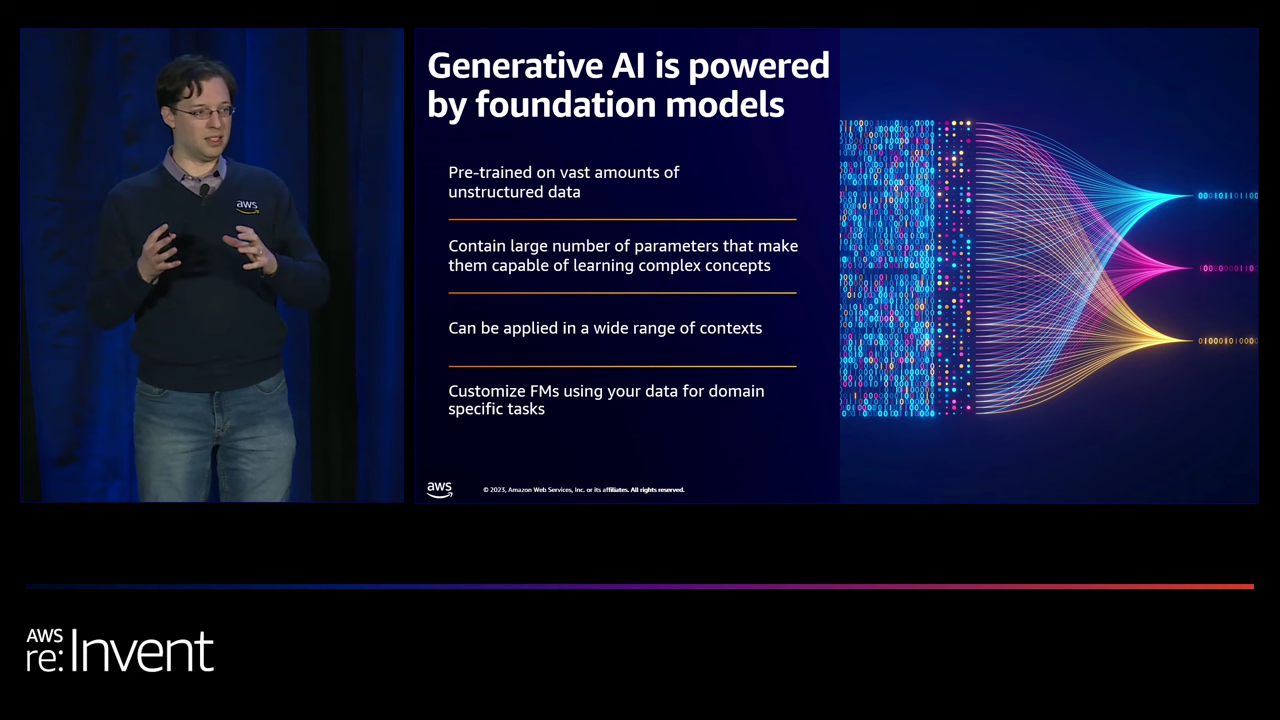 aws
Generative AI is powered
by foundation models
Pre-trained on vast amounts of
unstructured data
Contain large number of parameters that make
them capable of learning complex concepts
Can be applied in a wide range of contexts
Customize FMs using your data for domain
specific tasks
aws
© 2023, Amazon Web Services, Inc. or its affiliates. All rights reserved.
AWS
re:Invent